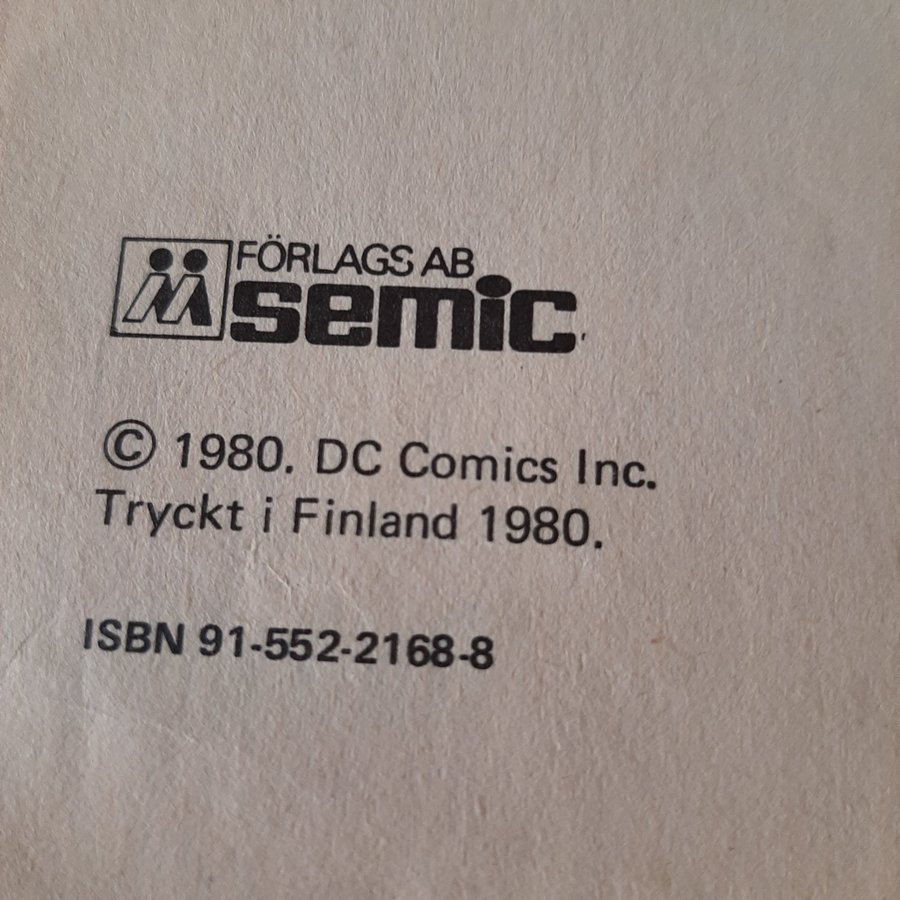 FÖRLAGS AB
semic
© 1980. DC Comics Inc.
Tryckt i Finland 1980.
ISBN 91-552-2168-8